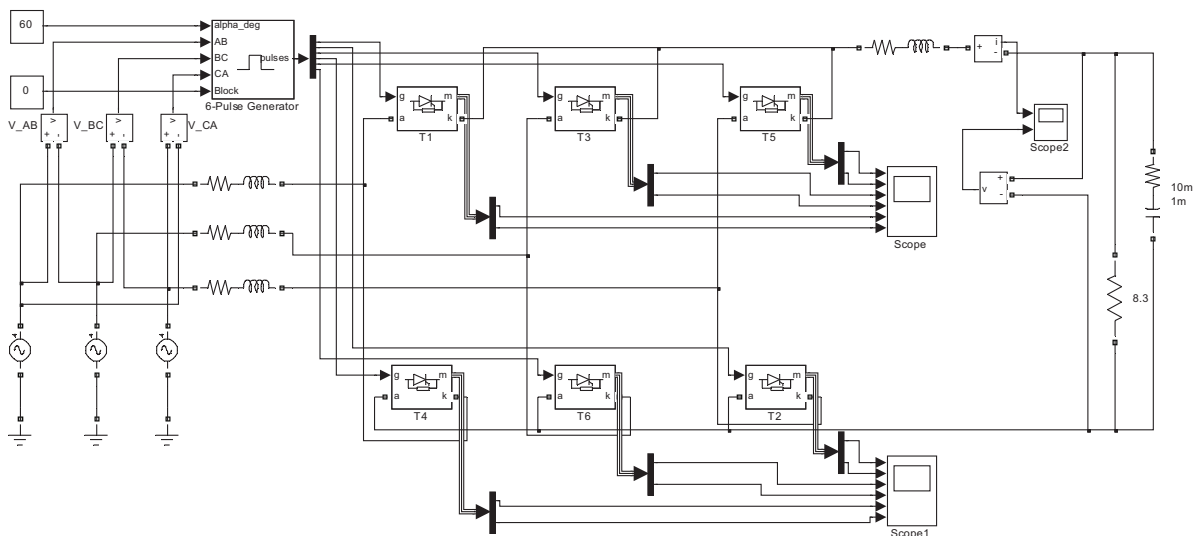 60
0
alpha_deg
AB
BC
CA
Block
pulses
6-Pulse Generator
V_AB
V_BC
V_CA
+ -
+ -
+ -
g m
a k
T1
g m
a k
T3
g m
a k
T5
Scope
+ i
-
Scope2
v +
-
10m
1m
8.3
g m
a k
T4
g m
a k
T6
g m
a k
T2
Scope1